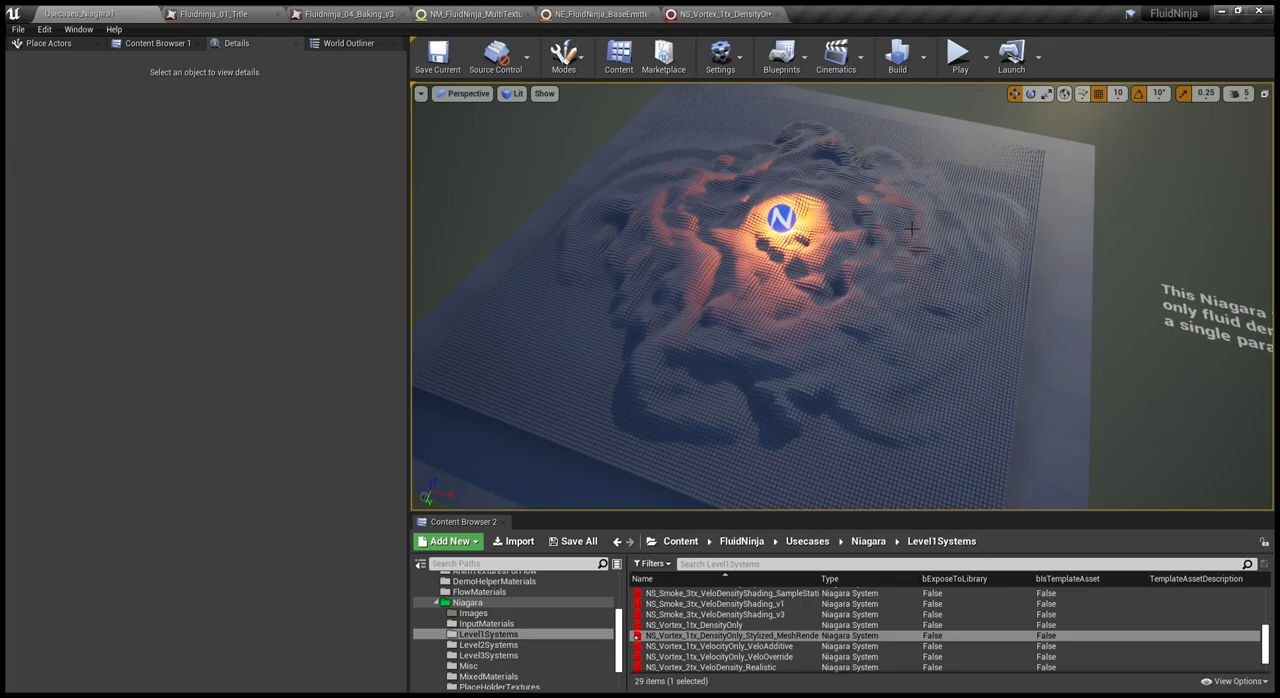 Usecases_Niagara1
Fluidninja_01_Title
Fluidninja_04_Baking_v3
NM_FluidNinja_MultiTextu
NE_FluidNinja_BaseEmitte
NS_Vortex_1tx_DensityOr•
FluidNinja
File Edit Window Help
Place Actors
Content Browser 1
Details
World Outliner
Select an object to view details.
Save Current
Source Control
Modes
Content
Marketplace
Settings
Blueprints
Cinematics
Build
Play
Launch
Perspective
Lit
Show
10
10°
0.25
5
N
This Niagara
only fluid der
a single para
Content Browser 2
Add New
Import
Save All
Content
FluidNinja
Usecases
Niagara
Level1Systems
Search Paths
Filters
Search Level1Systems
DemoHelperMaterials
FlowMaterials
Niagara
Images
InputMaterials
Level1Systems
Level2Systems
Level3Systems
Misc
MixedMaterials
PlaceHolderTextures
Name Type bExposeToLibrary bIsTemplateAsset TemplateAssetDescription
NS_Smoke_3tx_VeloDensityShading_SampleStati Niagara System False False
NS_Smoke_3tx_VeloDensityShading_v1 Niagara System False False
NS_Smoke_3tx_VeloDensityShading_v3 Niagara System False False
NS_Vortex_1tx_DensityOnly Niagara System False False
NS_Vortex_1tx_DensityOnly_Stylized_MeshRende Niagara System False False
NS_Vortex_1tx_VelocityOnly_VeloAdditive Niagara System False False
NS_Vortex_1tx_VelocityOnly_VeloOverride Niagara System False False
NS_Vortex_2tx_VeloDensity_Realistic Niagara System False False
29 items (1 selected)
View Options